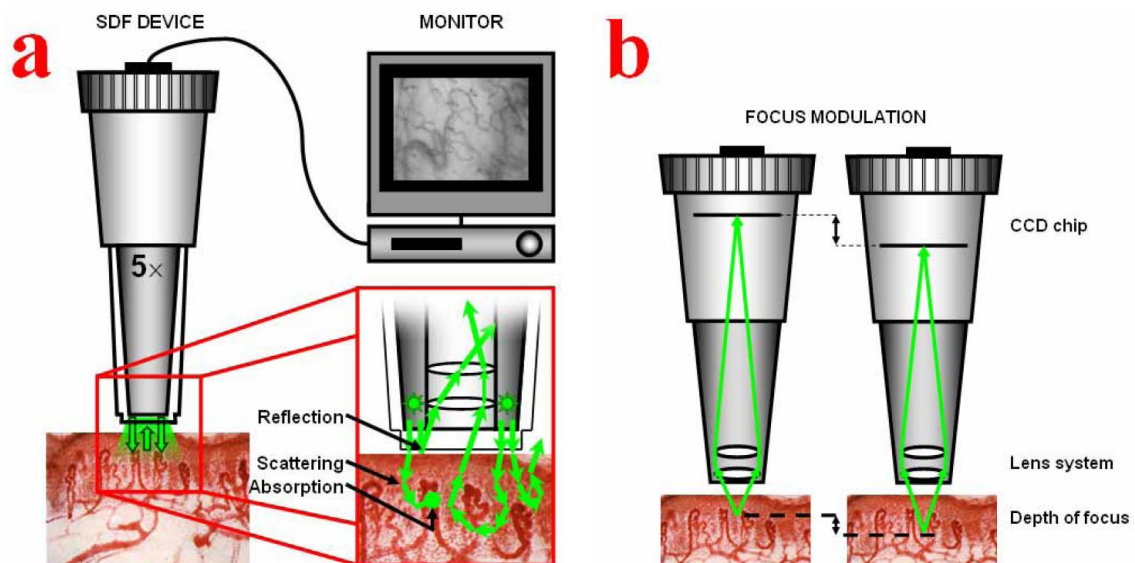 a
SDF DEVICE
MONITOR
5×
Reflection
Scattering
Absorption
b
FOCUS MODULATION
CCD chip
Lens system
Depth of focus